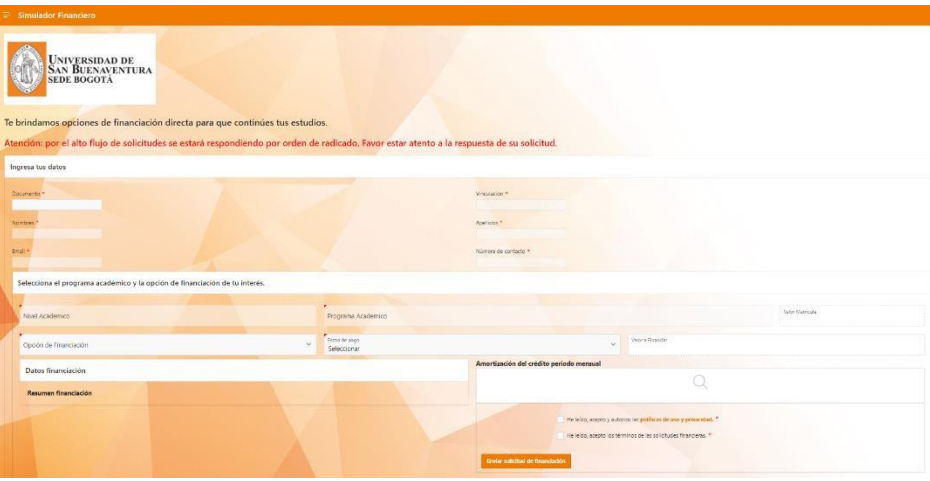 Simulador Financiero
UNIVERSIDAD DE
SAN BUENAVENTURA
SEDE BOGOTÁ
Te brindamos opciones de financiación directa para que continúes tus estudios.
Atención: por el alto flujo de solicitudes se estará respondiendo por orden de radicado. Favor estar atento a la respuesta de su solicitud.
Ingresa tus datos
Documento *
Vinculación *
Nombres *
Apellidos *
Email *
Número de contacto *
Selecciona el programa académico y la opción de financiación de tu interés.
Nivel Academico
Programa Academico
Valor Matricula
Opción de Financiación
Forma de pago
Seleccionar
Valor a Financiar
Datos financiación
Resumen financiación
Amortización del crédito periodo mensual
He leído, acepto y autorizo las políticas de uso y privacidad. *
He leído, acepto los términos de las solicitudes financieras. *
Enviar solicitud de financiación